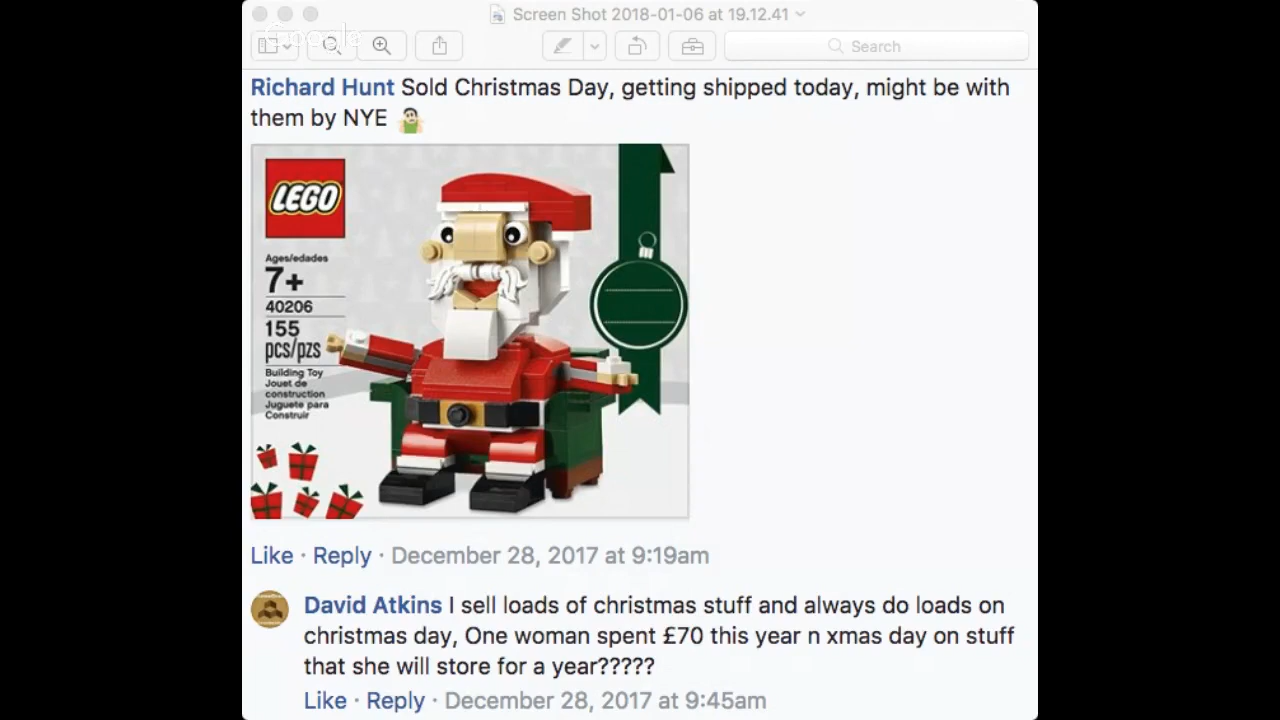 Screen Shot 2018-01-06 at 19.12.41
Google
Search
Richard Hunt Sold Christmas Day, getting shipped today, might be with
them by NYE
LEGO
Ages/edades
7+
40206
155
pcs/pzs
Building Toy
Jouet de
construction
Juguete para
Construir
Like · Reply · December 28, 2017 at 9:19am
David Atkins I sell loads of christmas stuff and always do loads on
christmas day, One woman spent £70 this year n xmas day on stuff
that she will store for a year?????
Like · Reply · December 28, 2017 at 9:45am